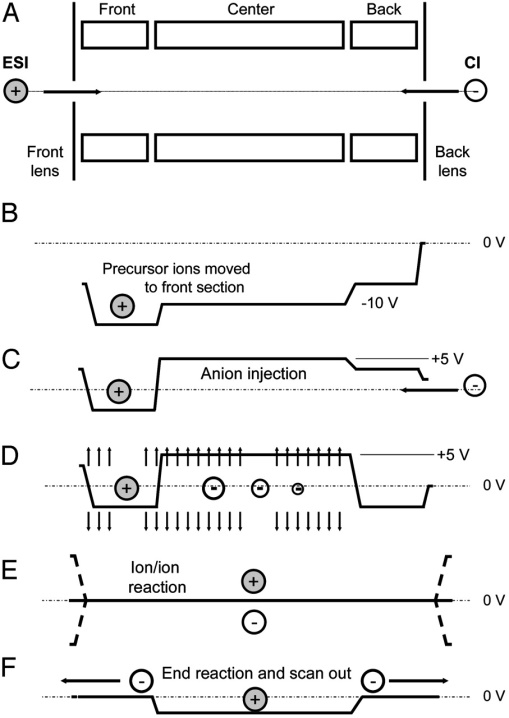 A
Front Center Back
ESI
CI
+
-
Front
lens
Back
lens
B
0 V
Precursor ions moved
to front section
+
-10 V
C
+5 V
Anion injection
+
-
D
+5 V
+
-
-
-
0 V
E
Ion/ion
reaction
+
0 V
-
F
End reaction and scan out
-
+
-
0 V